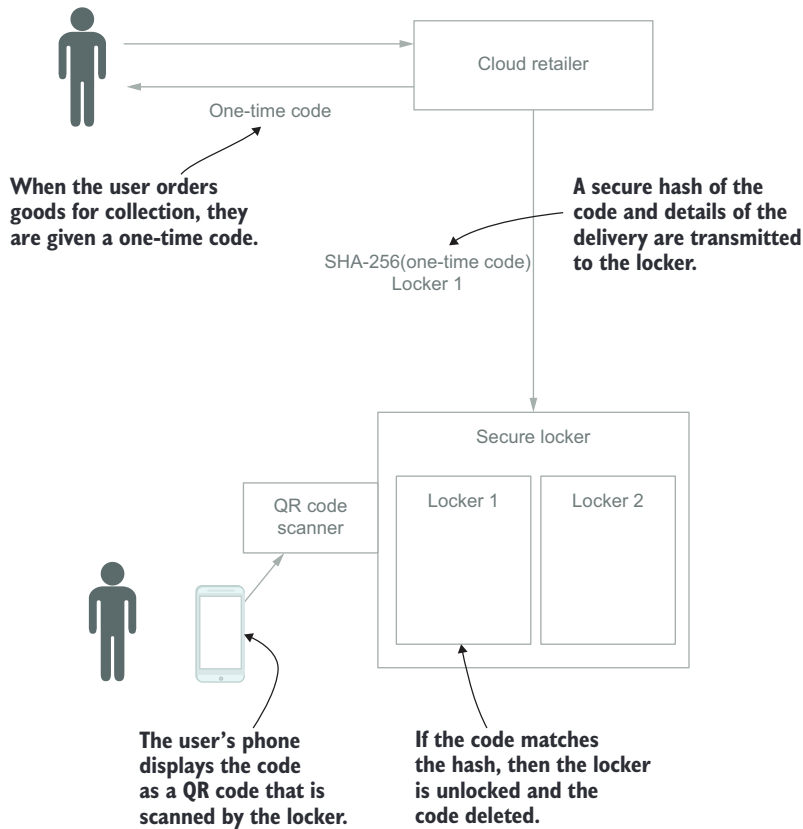 Cloud retailer
One-time code
When the user orders
goods for collection, they
are given a one-time code.
A secure hash of the
code and details of the
delivery are transmitted
to the locker.
SHA-256(one-time code)
Locker 1
Secure locker
QR code
scanner
Locker 1
Locker 2
The user’s phone
displays the code
as a QR code that is
scanned by the locker.
If the code matches
the hash, then the locker
is unlocked and the
code deleted.